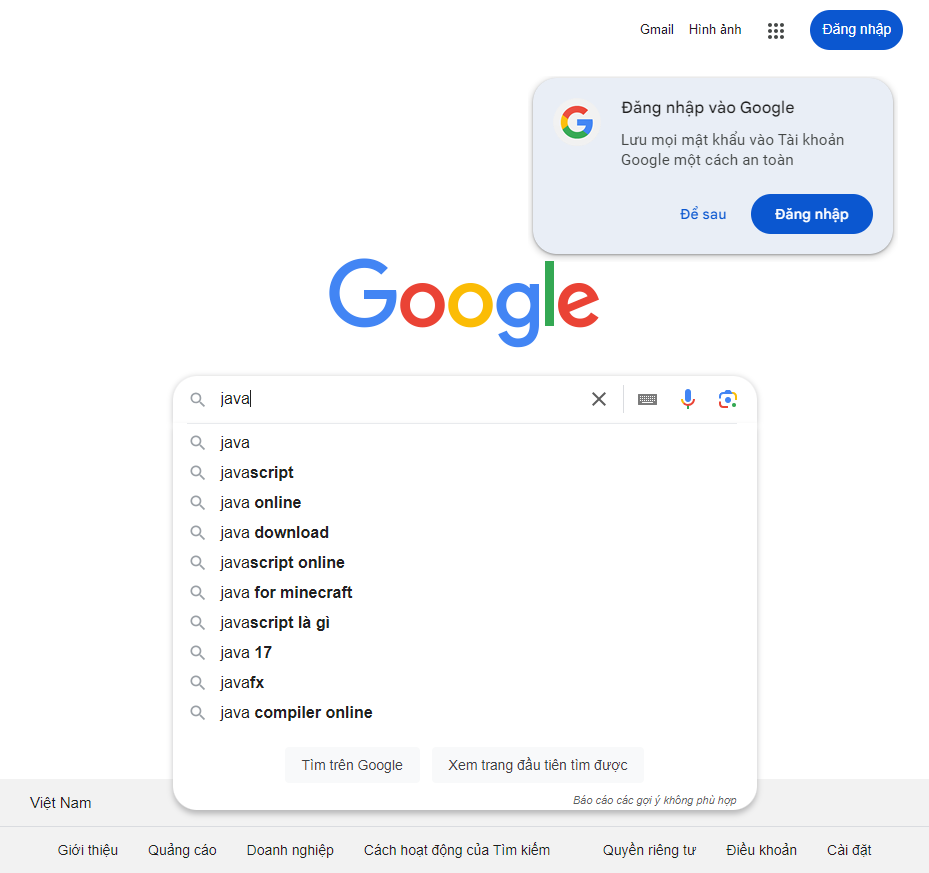 Gmail Hình ảnh Đăng nhập
Đăng nhập vào Google
Lưu mọi mật khẩu vào Tài khoản
Google một cách an toàn
Để sau Đăng nhập
Google
java
java
javascript
java online
java download
javascript online
java for minecraft
javascript là gì
java 17
javafx
java compiler online
Tìm trên Google Xem trang đầu tiên tìm được
Báo cáo các gợi ý không phù hợp
Việt Nam
Giới thiệu Quảng cáo Doanh nghiệp Cách hoạt động của Tìm kiếm Quyền riêng tư Điều khoản Cài đặt